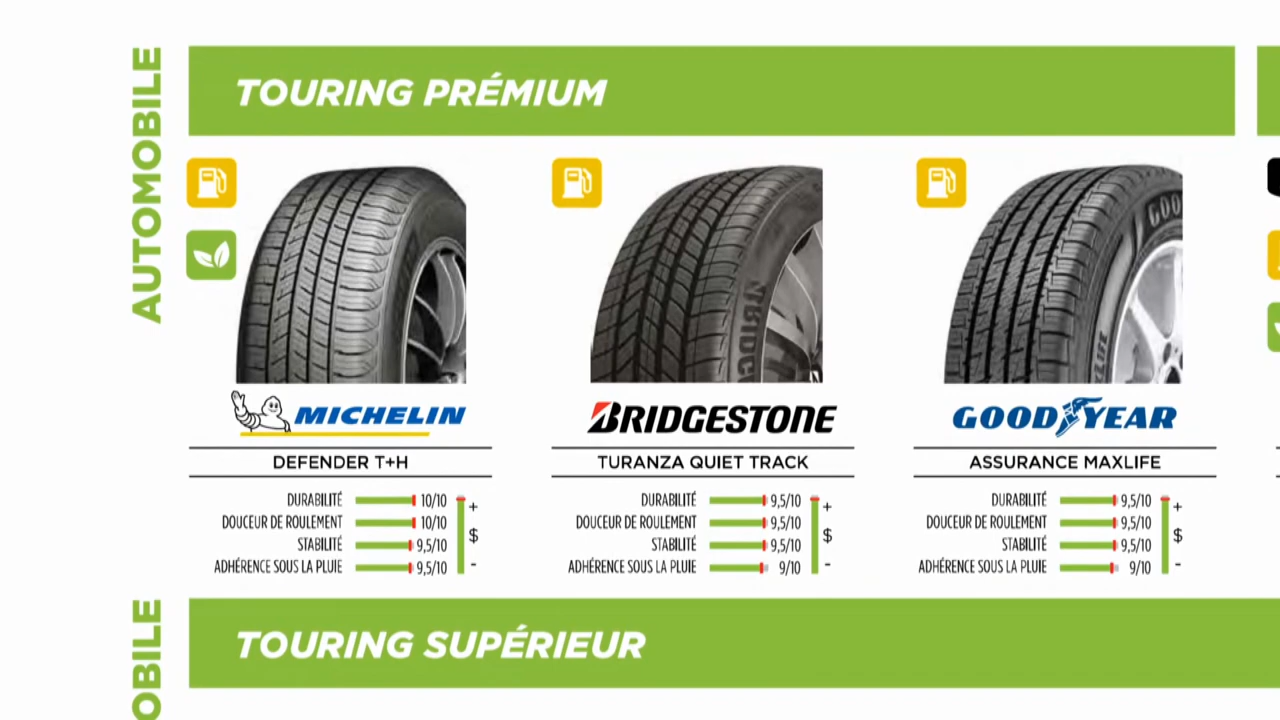 AUTOMOBILE
TOURING PRÉMIUM
MICHELIN
DEFENDER T+H
DURABILITÉ 10/10 +
DOUCEUR DE ROULEMENT 10/10
$
STABILITÉ 9,5/10
ADHÉRENCE SOUS LA PLUIE 9,5/10 -
BRIDGESTONE
TURANZA QUIET TRACK
DURABILITÉ 9,5/10 +
DOUCEUR DE ROULEMENT 9,5/10
$
STABILITÉ 9,5/10
ADHÉRENCE SOUS LA PLUIE 9/10 -
GOOD YEAR
ASSURANCE MAXLIFE
DURABILITÉ 9,5/10 +
DOUCEUR DE ROULEMENT 9,5/10
$
STABILITÉ 9,5/10
ADHÉRENCE SOUS LA PLUIE 9/10 -
OBILE
TOURING SUPÉRIEUR